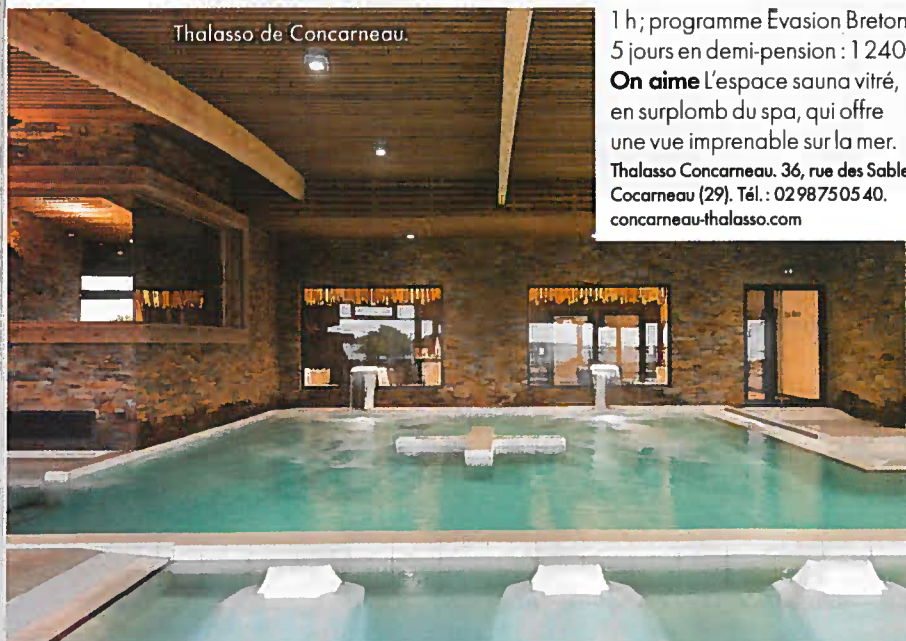 Thalasso de Concarneau.
1 h ; programme Évasion Breton
5 jours en demi-pension : 1 240
On aime L'espace sauna vitré,
en surplomb du spa, qui offre
une vue imprenable sur la mer.
Thalasso Concarneau. 36, rue des Sable
Cocarneau (29). Tél. : 02 98 75 05 40.
concarneau-thalasso.com